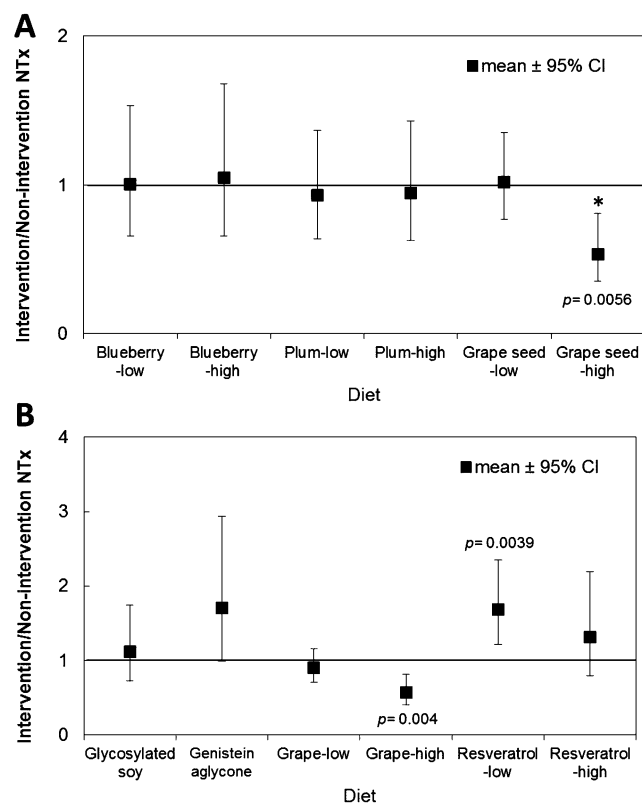 A
Intervention/Non-intervention NTx
2
1
0
mean ± 95% CI
*
p= 0.0056
Blueberry
-low
Blueberry
-high
Plum-low
Plum-high
Grape seed
-low
Grape seed
-high
Diet
B
Intervention/Non-intervention NTx
4
3
2
1
0
mean ± 95% CI
p= 0.0039
p= 0.004
Glycosylated
soy
Genistein
aglycone
Grape-low
Grape-high
Resveratrol
-low
Resveratrol
-high
Diet